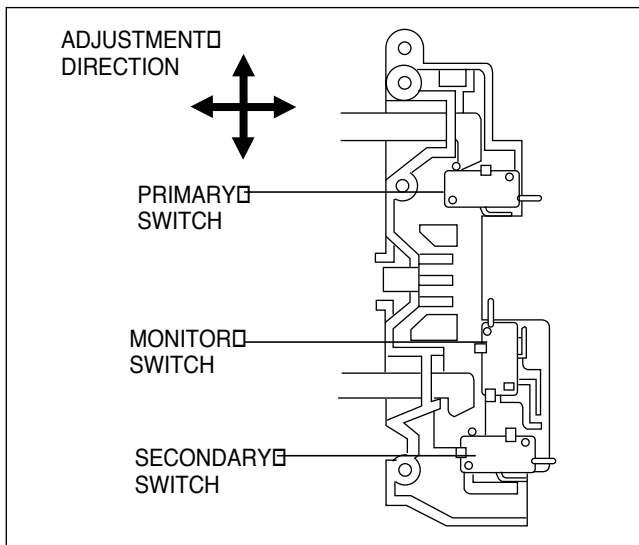 ADJUSTMENT□
DIRECTION
PRIMARY□
SWITCH
MONITOR□
SWITCH
SECONDARY□
SWITCH